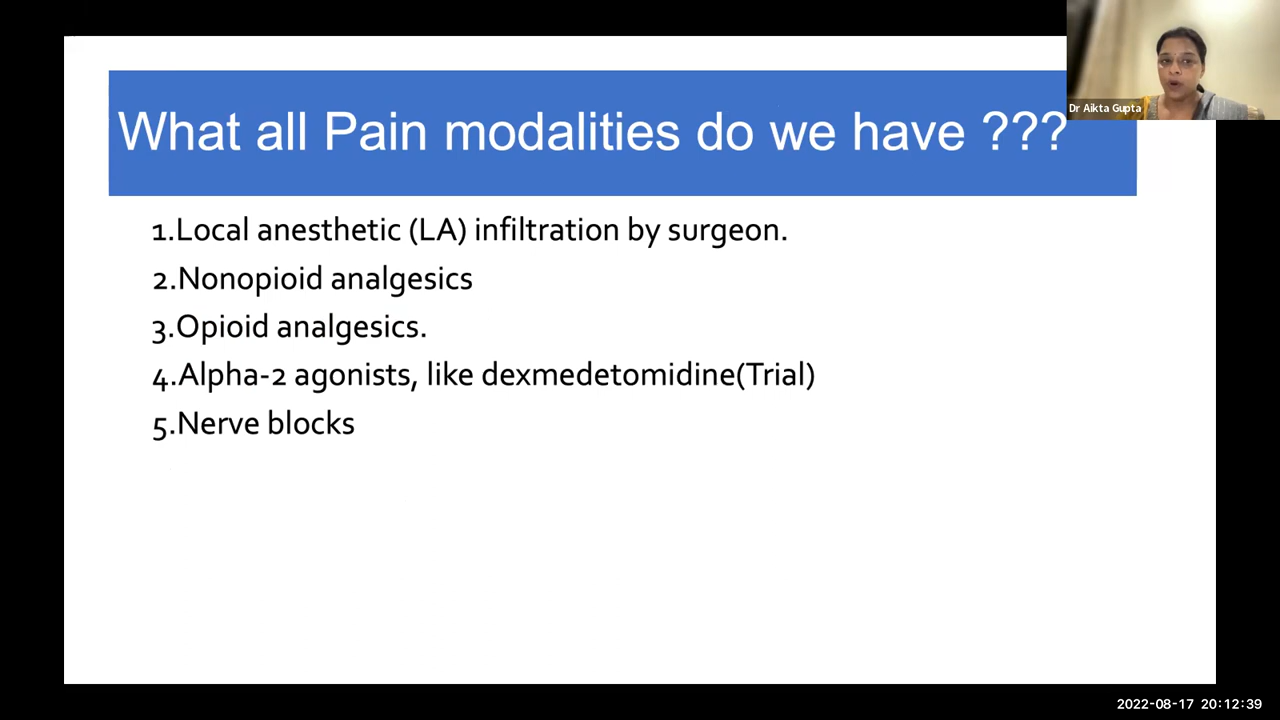 What all Pain modalities do we have ???
Dr Aikta Gupta
1.Local anesthetic (LA) infiltration by surgeon.
2.Nonopioid analgesics
3.Opioid analgesics.
4.Alpha-2 agonists, like dexmedetomidine(Trial)
5.Nerve blocks
2022-08-17 20:12:39